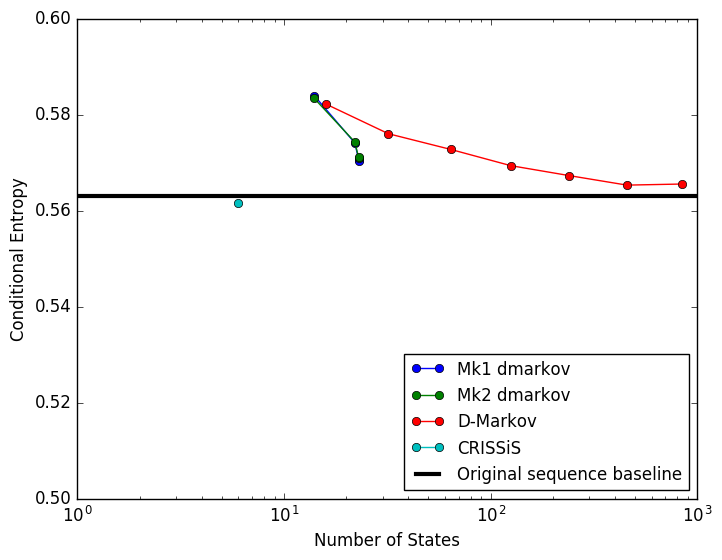 0.60
0.58
0.56
0.54
0.52
0.50
Conditional Entropy
10^0
10^1
10^2
10^3
Number of States
Mk1 dmarkov
Mk2 dmarkov
D-Markov
CRISSiS
Original sequence baseline